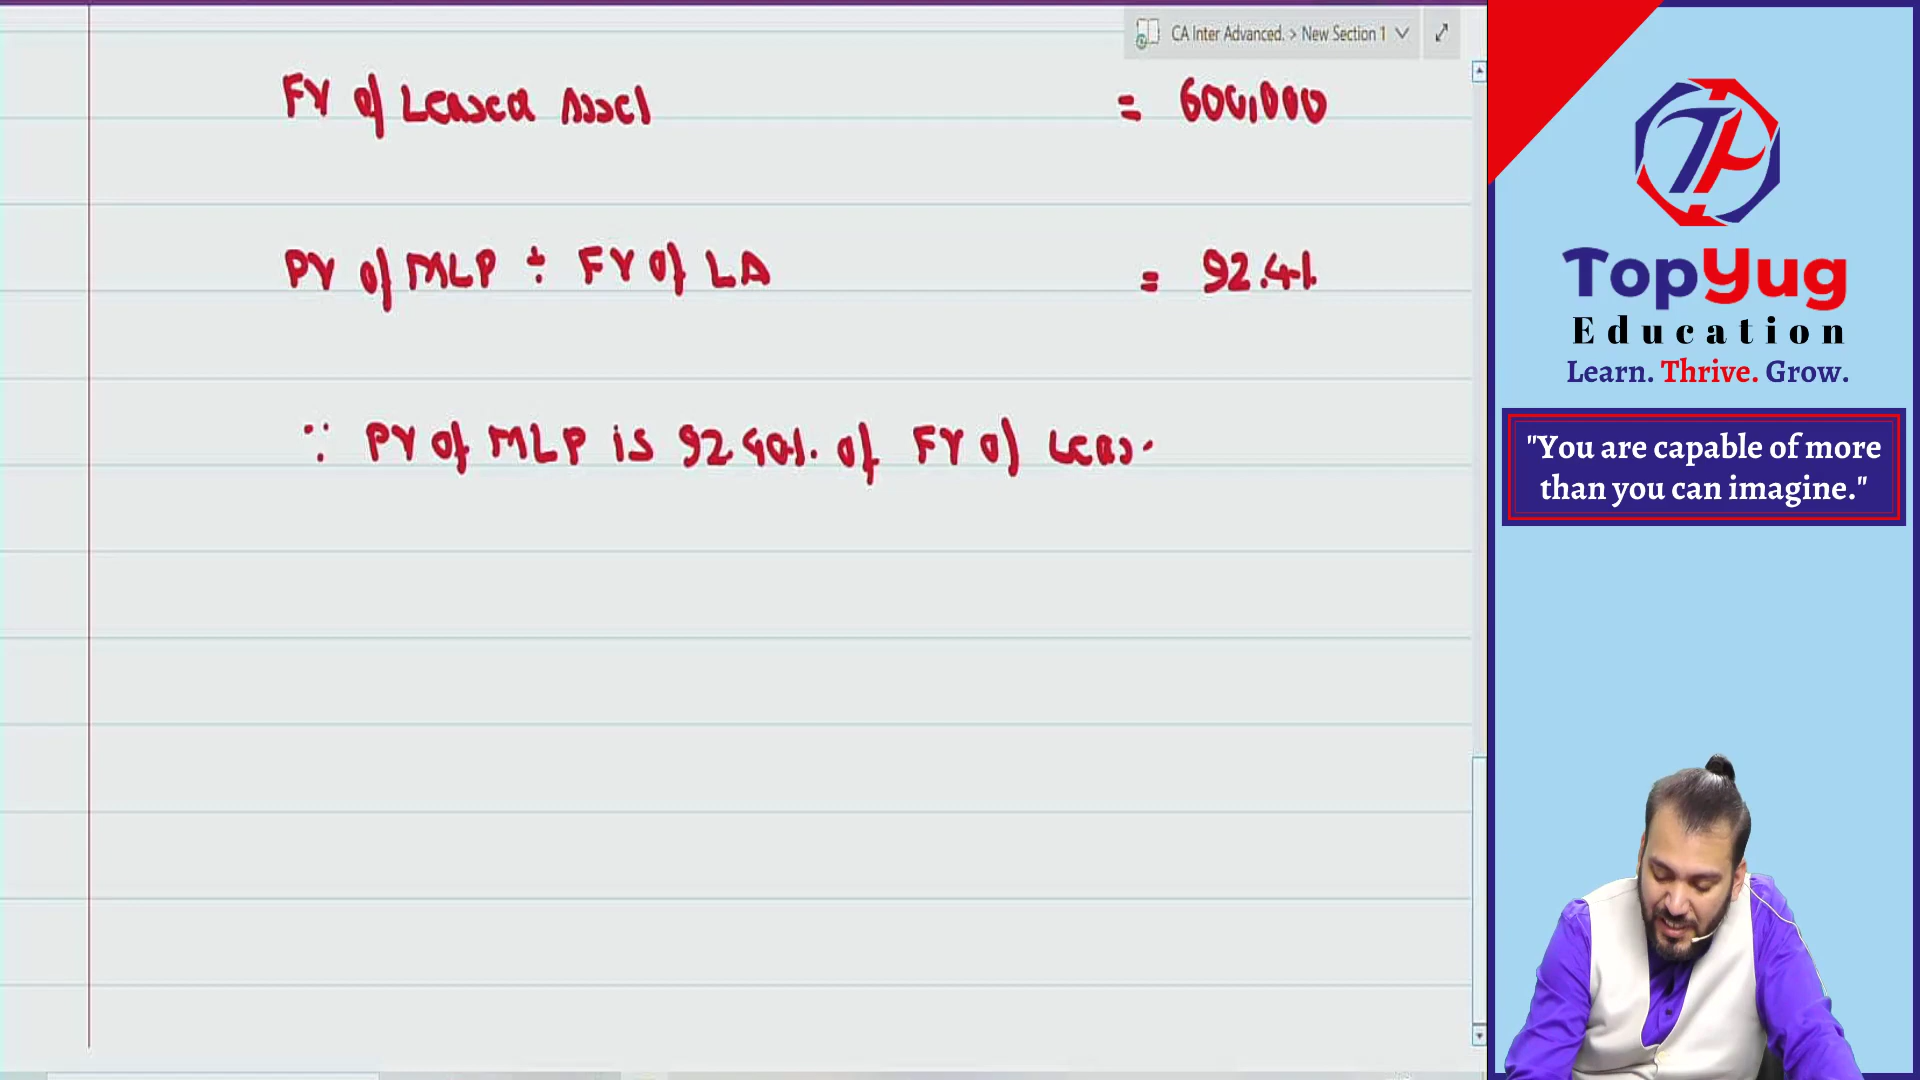 CA Inter Advanced. > New Section 1
FV of Leased Asset = 600,000
PV of MLP ÷ FV of LA = 92.4%
∵ PV of MLP is 92.40%. of FV of Leas
TopYug
Education
Learn. Thrive. Grow.
"You are capable of more
than you can imagine."